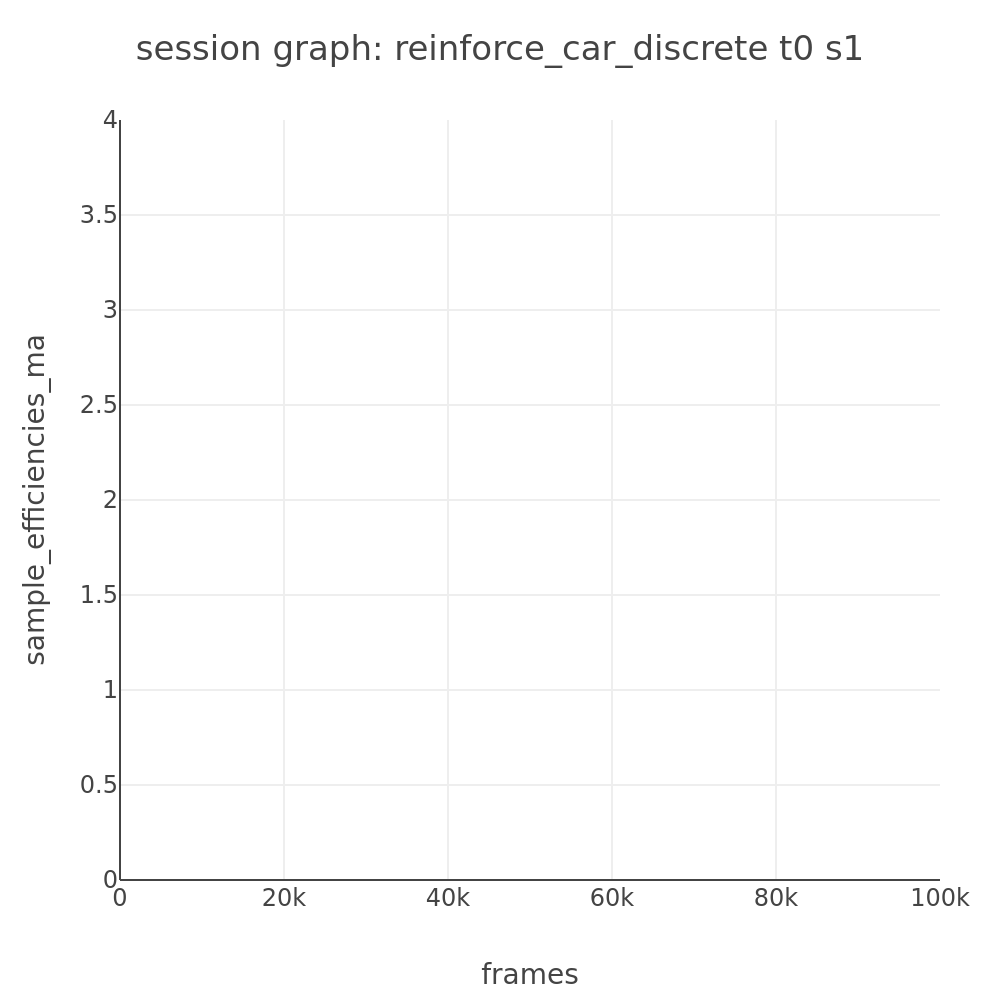 session graph: reinforce_car_discrete t0 s1
4
3.5
3
2.5
2
1.5
1
0.5
0
sample_efficiencies_ma
0 20k 40k 60k 80k 100k
frames